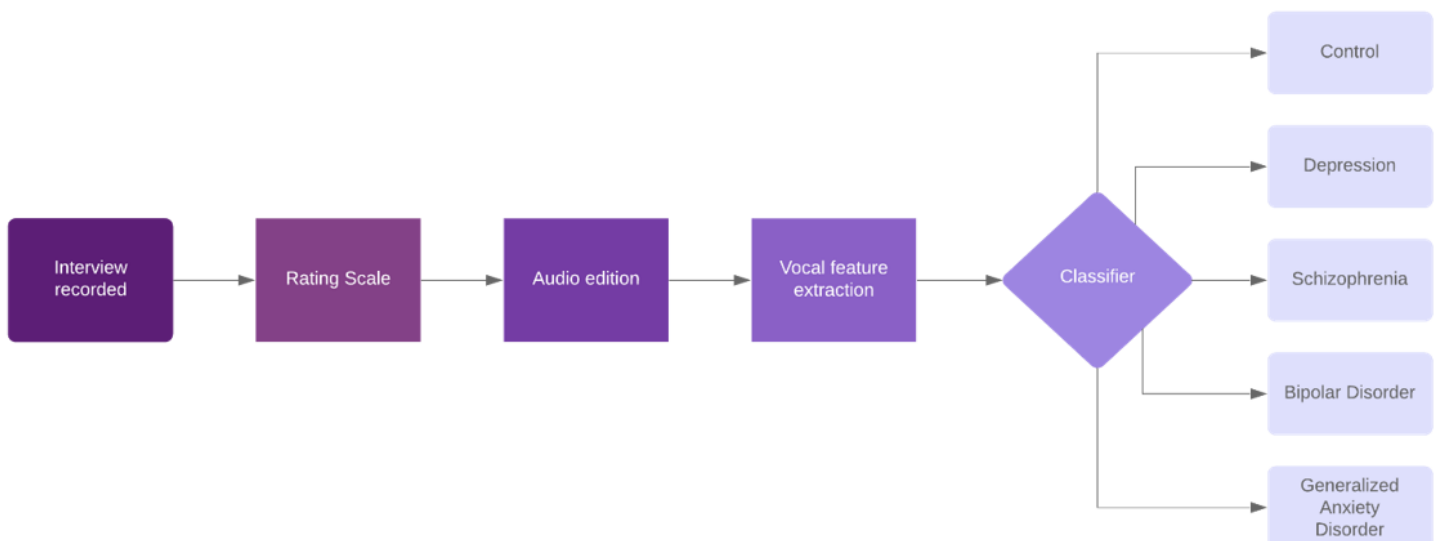 Interview
recorded
Rating Scale
Audio edition
Vocal feature
extraction
Classifier
Control
Depression
Schizophrenia
Bipolar Disorder
Generalized
Anxiety
Disorder